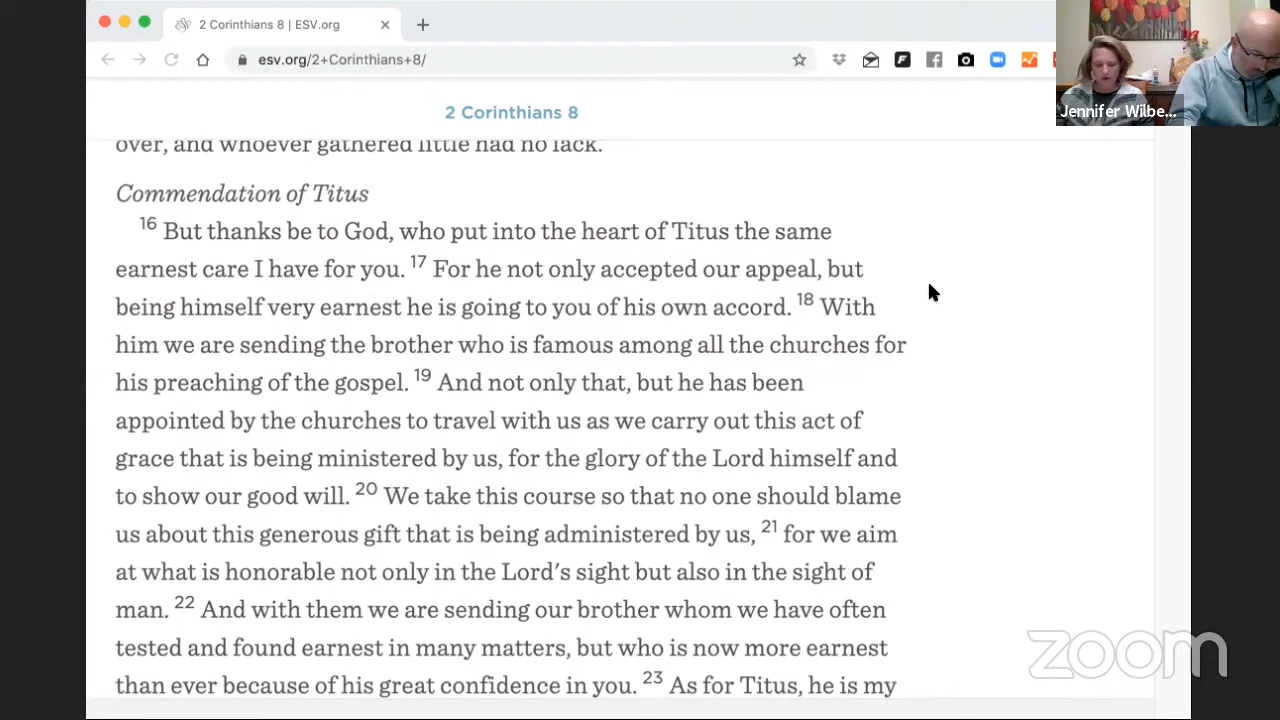 2 Corinthians 8 | ESV.org
esv.org/2+Corinthians+8/
Jennifer Wilbe...
2 Corinthians 8
over, and whoever gathered little had no lack.
Commendation of Titus
16 But thanks be to God, who put into the heart of Titus the same
earnest care I have for you. 17 For he not only accepted our appeal, but
being himself very earnest he is going to you of his own accord. 18 With
him we are sending the brother who is famous among all the churches for
his preaching of the gospel. 19 And not only that, but he has been
appointed by the churches to travel with us as we carry out this act of
grace that is being ministered by us, for the glory of the Lord himself and
to show our good will. 20 We take this course so that no one should blame
us about this generous gift that is being administered by us, 21 for we aim
at what is honorable not only in the Lord's sight but also in the sight of
man. 22 And with them we are sending our brother whom we have often
tested and found earnest in many matters, but who is now more earnest
than ever because of his great confidence in you. 23 As for Titus, he is my
zoom